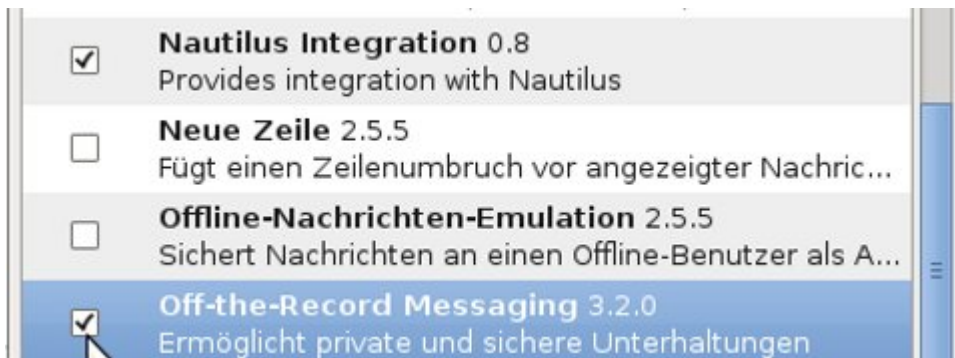 Nautilus Integration 0.8
Provides integration with Nautilus
Neue Zeile 2.5.5
Fügt einen Zeilenumbruch vor angezeigter Nachric...
Offline-Nachrichten-Emulation 2.5.5
Sichert Nachrichten an einen Offline-Benutzer als A...
Off-the-Record Messaging 3.2.0
Ermöglicht private und sichere Unterhaltungen